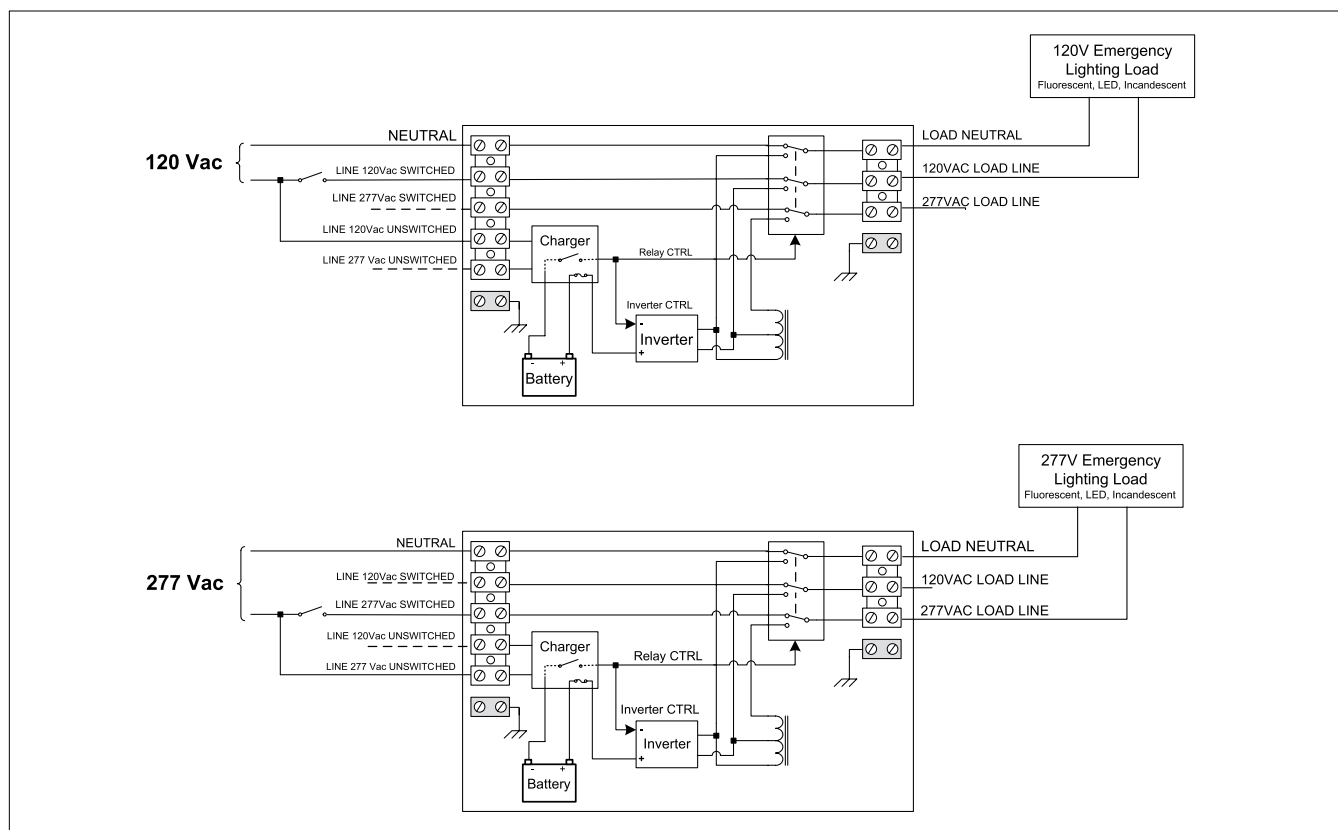 120V Emergency
Lighting Load
Fluorescent, LED, Incandescent
NEUTRAL
LOAD NEUTRAL
120 Vac
LINE 120Vac SWITCHED
120VAC LOAD LINE
LINE 277Vac SWITCHED
277VAC LOAD LINE
LINE 120Vac UNSWITCHED
Charger
LINE 277 Vac UNSWITCHED
Relay CTRL
Inverter CTRL
-
Inverter
+
- +
Battery
277V Emergency
Lighting Load
Fluorescent, LED, Incandescent
NEUTRAL
LOAD NEUTRAL
277 Vac
LINE 120Vac SWITCHED
120VAC LOAD LINE
LINE 277Vac SWITCHED
277VAC LOAD LINE
LINE 120Vac UNSWITCHED
Charger
LINE 277 Vac UNSWITCHED
Relay CTRL
Inverter CTRL
-
Inverter
+
- +
Battery